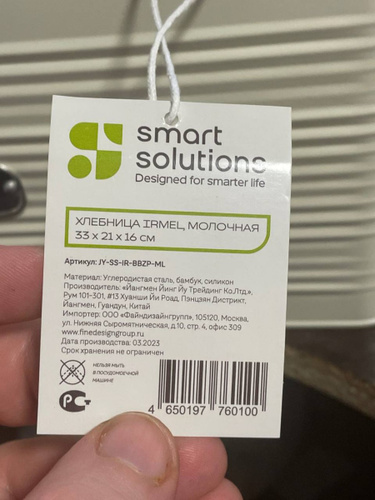 smart
solutions
Designed for smarter life
ХЛЕБНИЦА IRMEL, МОЛОЧНАЯ
33 x 21 x 16 см
Артикул: JY-SS-IR-BBZP-ML
Материал: Углеродистая сталь, бамбук, силикон
Производитель: «Йангмен Йинг Йу Трейдинг Ко.Лтд.»,
Рум 101-301, #13 Хуанши Йи Роад, Пэнцзян Дистрикт,
Йангмен, Гуандун, Китай
Импортер: ООО «Файндизайнгрупп», 105120, Москва,
ул. Нижняя Сыромятническая, д.10, стр. 4, офис 309
www.finedesigngroup.ru
Дата производства: 03.2023
Срок хранения не ограничен
НЕЛЬЗЯ МЫТЬ
В ПОСУДОМОЕЧНОЙ
МАШИНЕ
РС
4 650197 760100